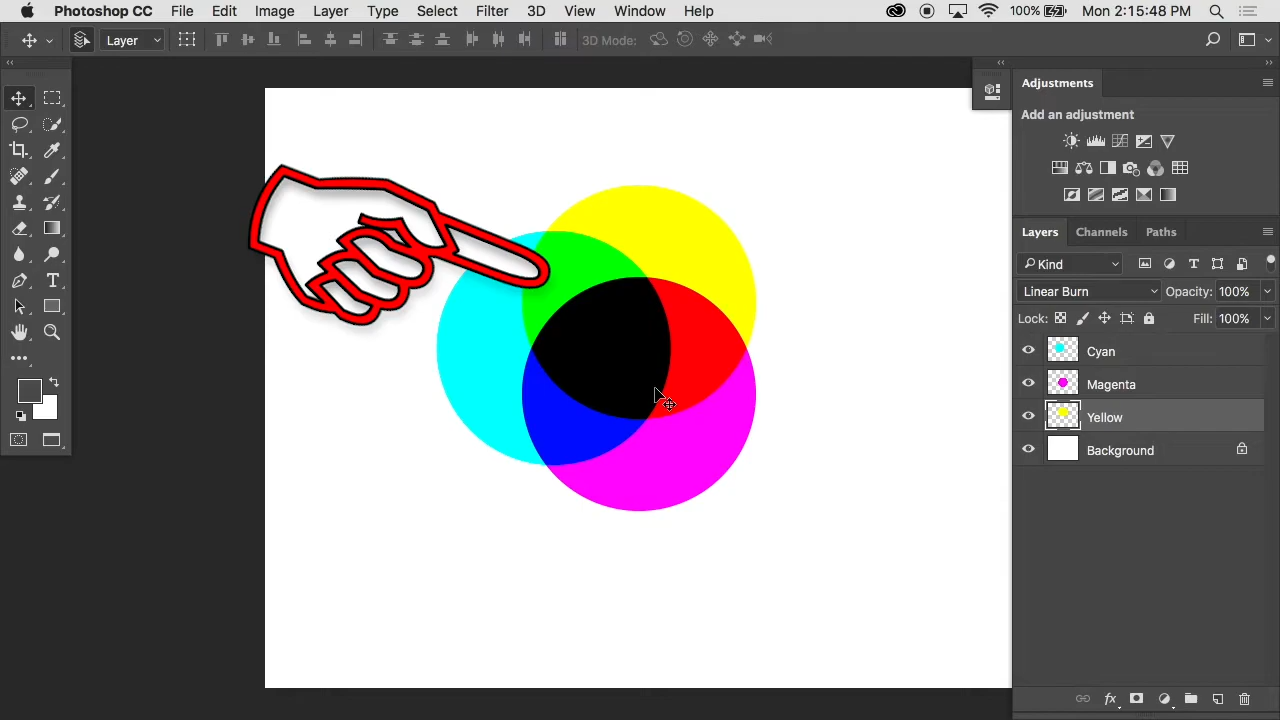 Photoshop CC File Edit Image Layer Type Select Filter 3D View Window Help 100% Mon 2:15:48 PM
Layer 3D Mode:
Adjustments
Add an adjustment
Layers Channels Paths
Kind
Linear Burn Opacity: 100%
Lock: Fill: 100%
Cyan
Magenta
Yellow
Background
fx